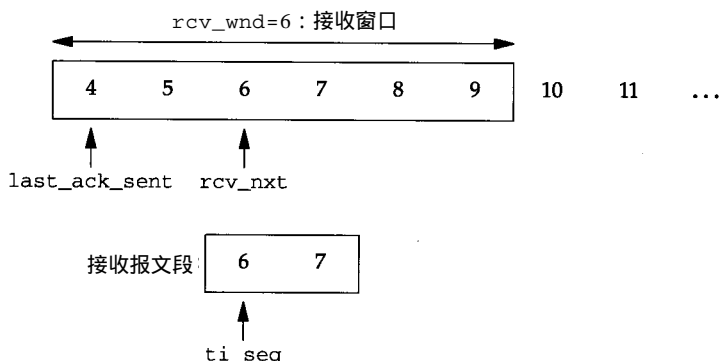 rcv_wnd=6：接收窗口
4 5 6 7 8 9 10 11 ...
last_ack_sent rcv_nxt
接收报文段 6 7
ti_seq